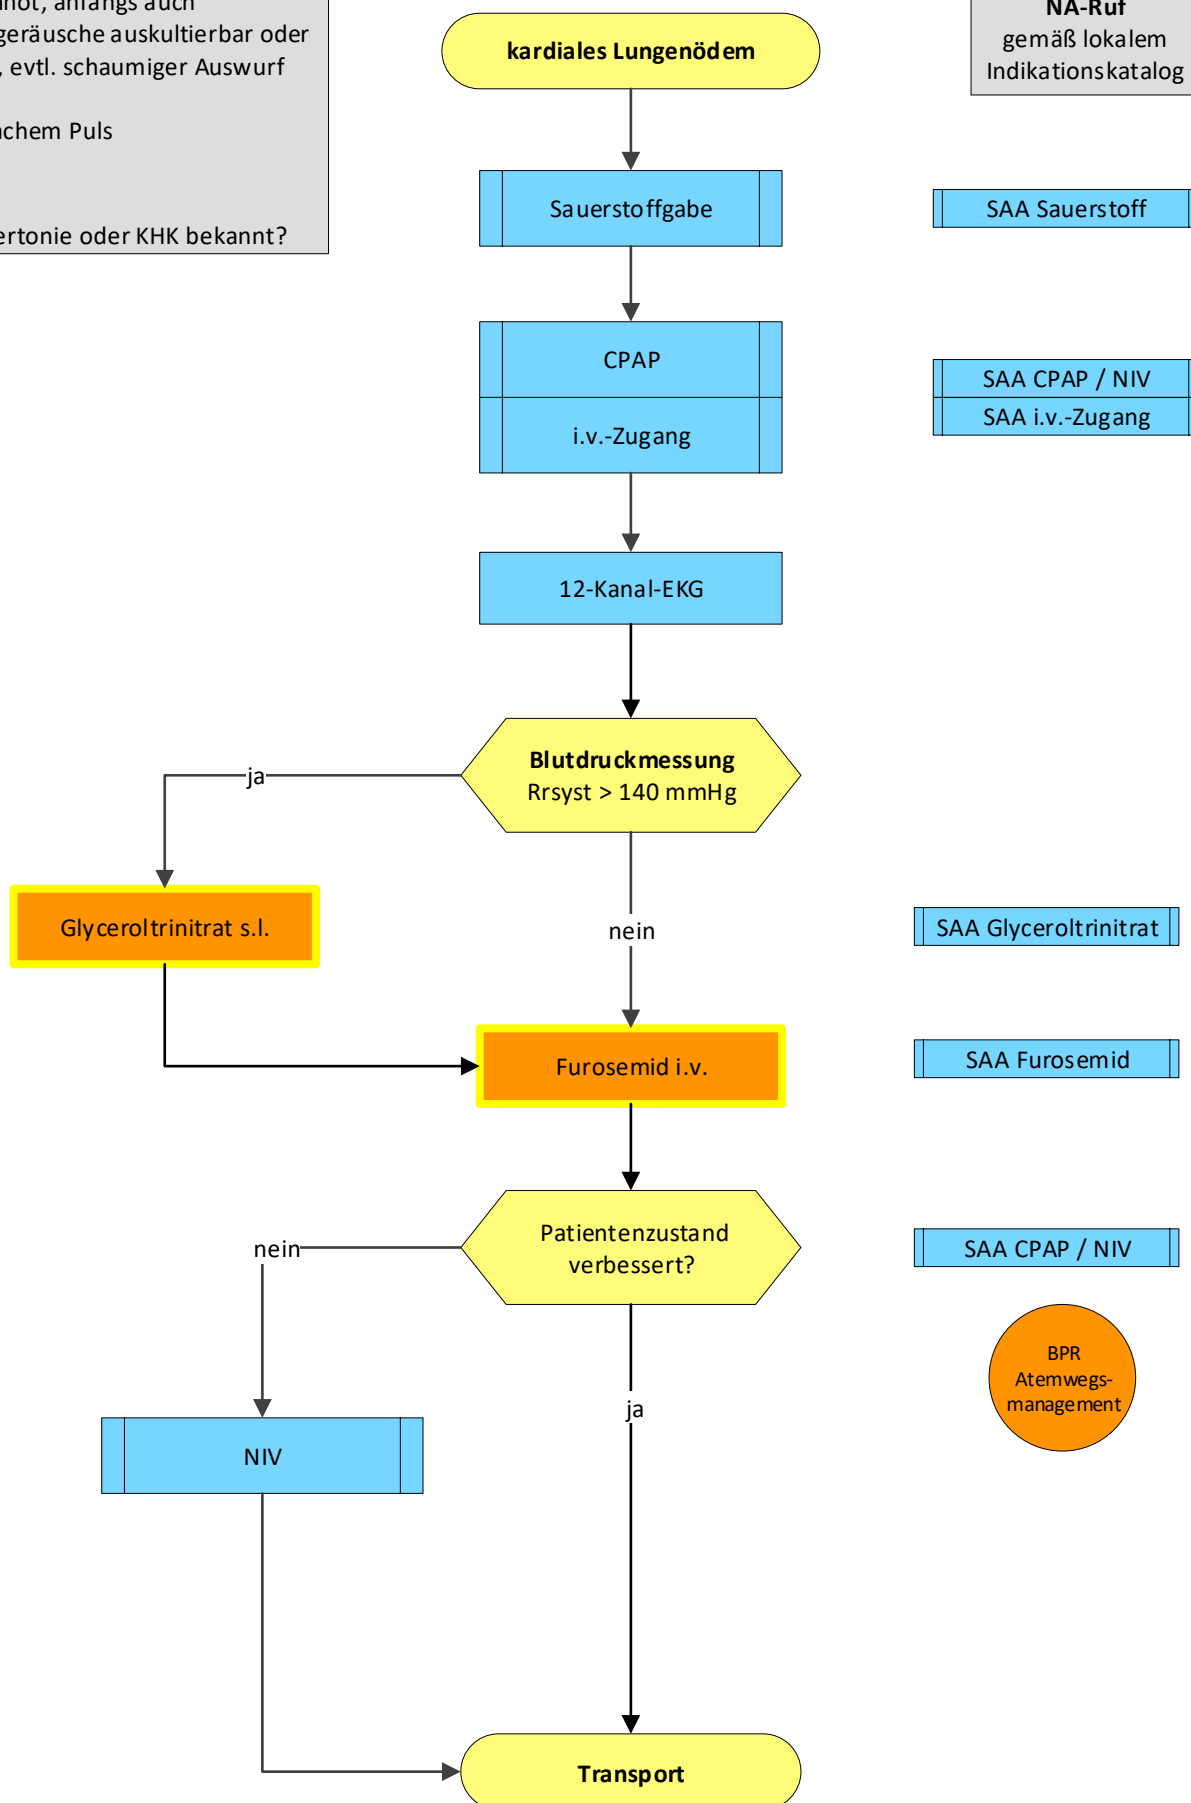 anfangs auch
geräusche auskultierbar oder
, evtl. schaumiger Auswurf
Puls
oder KHK bekannt?
kardiales Lungenödem
NA-Ruf
gemäß lokalem
Indikationskatalog
Sauerstoffgabe
SAA Sauerstoff
CPAP
i.v.-Zugang
SAA CPAP / NIV
SAA i.v.-Zugang
12-Kanal-EKG
Blutdruckmessung
Rrsyst > 140 mmHg
ja
nein
Glyceroltrinitrat s.l.
SAA Glyceroltrinitrat
Furosemid i.v.
SAA Furosemid
Patientenzustand
verbessert?
nein
ja
SAA CPAP / NIV
BPR
Atemwegs-
management
NIV
Transport